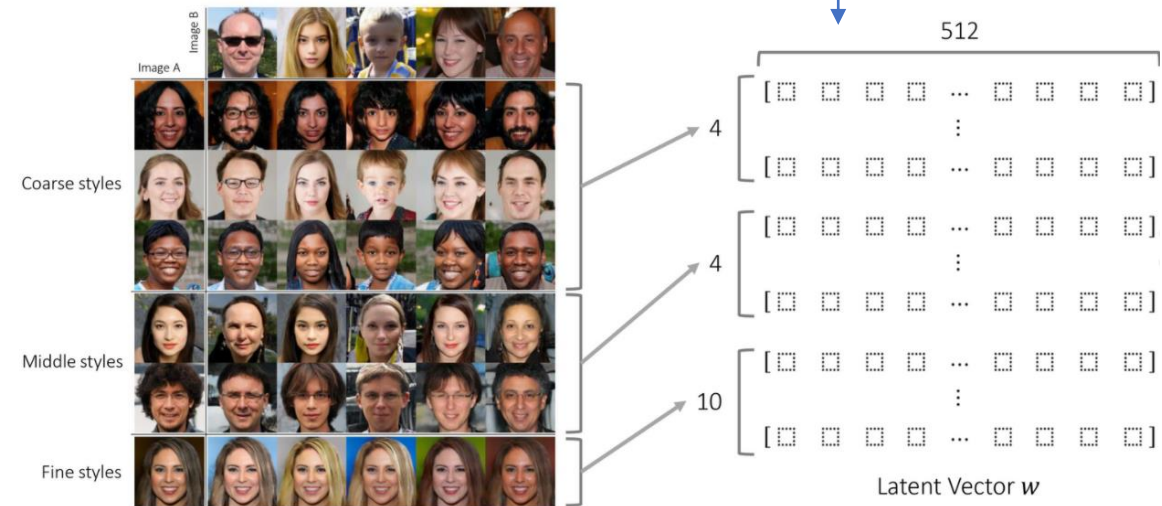 Image B
Image A
Coarse styles
Middle styles
Fine styles
512
4
[ ... ]
⋮
[ ... ]
4
[ ... ]
⋮
[ ... ]
10
[ ... ]
⋮
[ ... ]
Latent Vector w